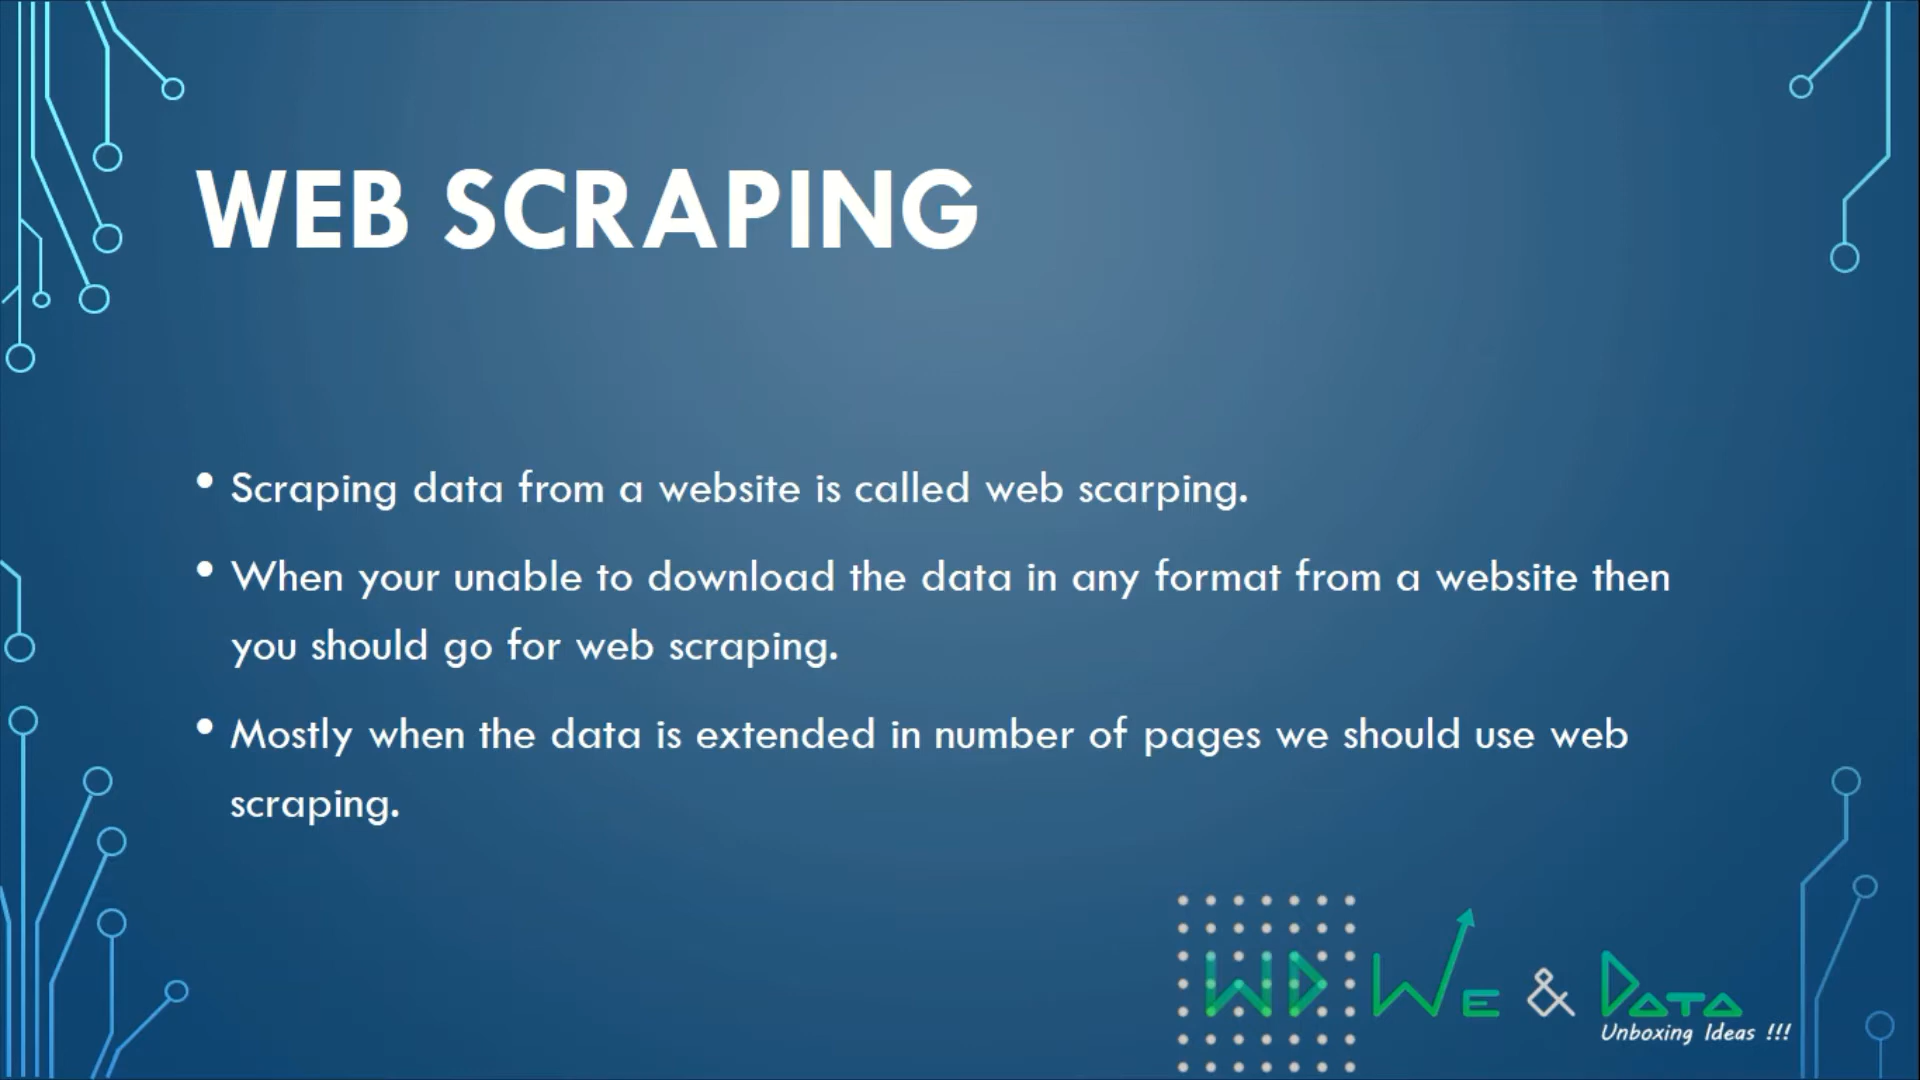 WEB SCRAPING
• Scraping data from a website is called web scarping.
• When your unable to download the data in any format from a website then
you should go for web scraping.
• Mostly when the data is extended in number of pages we should use web
scraping.
WD WE & DATA
Unboxing Ideas !!!